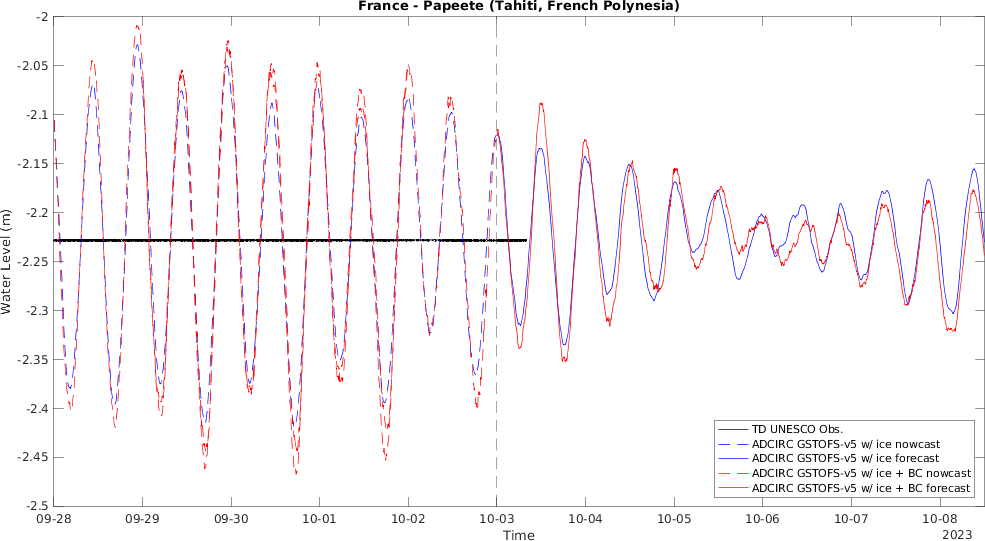 France - Papeete (Tahiti, French Polynesia)
-2
-2.05
-2.1
-2.15
-2.2
-2.25
-2.3
-2.35
-2.4
-2.45
-2.5
Water Level (m)
TD UNESCO Obs.
ADCIRC GSTOFS-v5 w/ ice nowcast
ADCIRC GSTOFS-v5 w/ ice forecast
ADCIRC GSTOFS-v5 w/ ice + BC nowcast
ADCIRC GSTOFS-v5 w/ ice + BC forecast
09-28 09-29 09-30 10-01 10-02 10-03 10-04 10-05 10-06 10-07 10-08
Time
2023